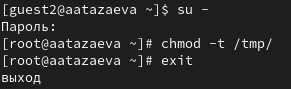 [guest2@aatazaeva ~]$ su -
Пароль:
[root@aatazaeva ~]# chmod -t /tmp/
[root@aatazaeva ~]# exit
выход